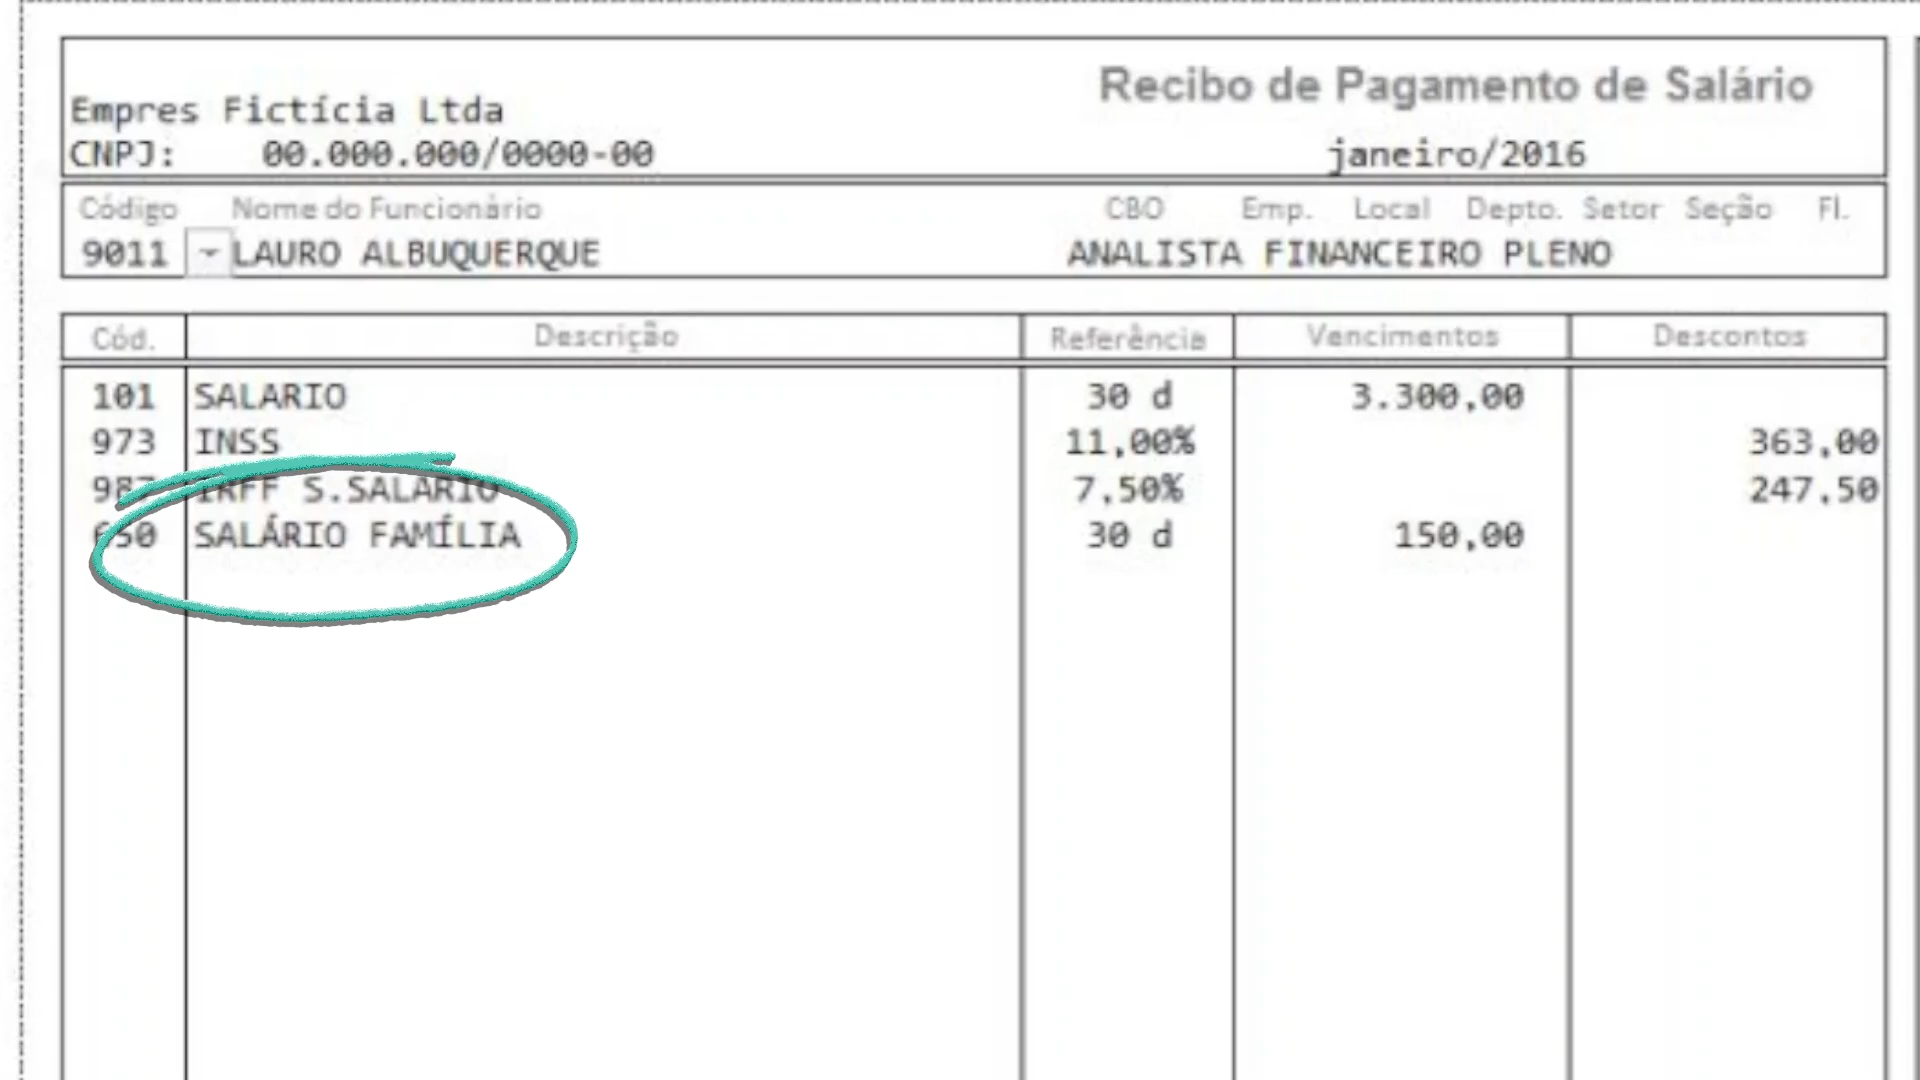 Recibo de Pagamento de Salário
Empres Fictícia Ltda
CNPJ: 00.000.000/0000-00 janeiro/2016
Código Nome do Funcionário CBO Emp. Local Depto. Setor Seção Fl.
9011 LAURO ALBUQUERQUE ANALISTA FINANCEIRO PLENO
Cód. Descrição Referência Vencimentos Descontos
101 SALARIO 30 d 3.300,00
973 INSS 11,00% 363,00
987 IRFF S.SALARIO 7,50% 247,50
650 SALÁRIO FAMÍLIA 30 d 150,00